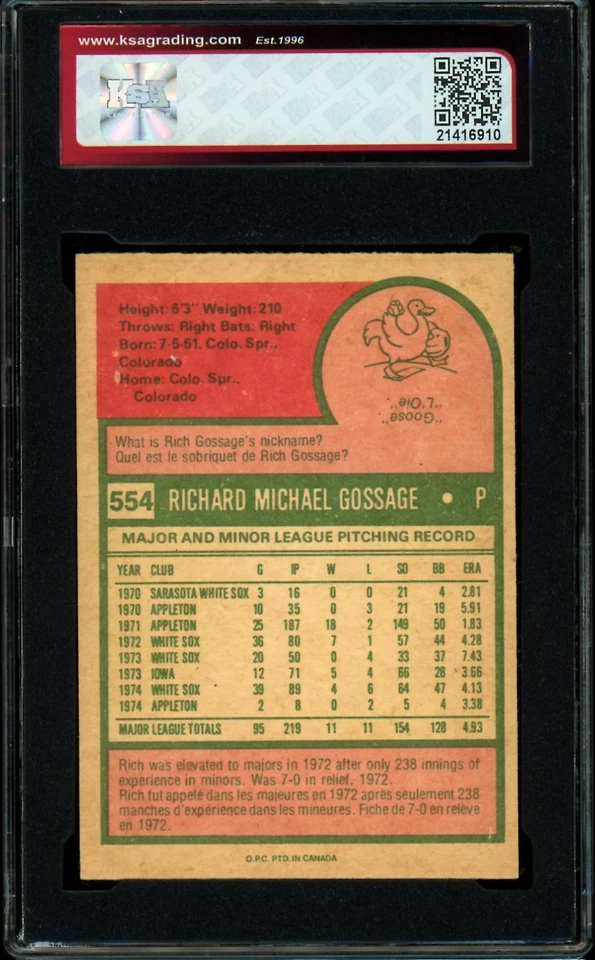 www.ksagrading.com Est.1996
KSA
21416910
Height: 6'3" Weight: 210
Throws: Right Bats: Right
Born: 7-5-51, Colo. Spr.,
Colorado
Home: Colo. Spr.,
Colorado
"Goose"
"L'Oie"
What is Rich Gossage's nickname?
Quel est le sobriquet de Rich Gossage?
554 RICHARD MICHAEL GOSSAGE • P
MAJOR AND MINOR LEAGUE PITCHING RECORD
YEAR CLUB G IP W L SO BB ERA
1970 SARASOTA WHITE SOX 3 16 0 0 21 4 2.81
1970 APPLETON 10 35 0 3 21 19 5.91
1971 APPLETON 25 187 18 2 149 50 1.83
1972 WHITE SOX 36 80 7 1 57 44 4.28
1973 WHITE SOX 20 50 0 4 33 37 7.43
1973 IOWA 12 71 5 4 66 28 3.66
1974 WHITE SOX 39 89 4 6 64 47 4.13
1974 APPLETON 2 8 0 2 5 4 3.38
MAJOR LEAGUE TOTALS 95 219 11 11 154 128 4.93
Rich was elevated to majors in 1972 after only 238 innings of
experience in minors. Was 7-0 in relief, 1972.
Rich fut appelé dans les majeures en 1972 après seulement 238
manches d'expérience dans les mineures. Fiche de 7-0 en relève
en 1972.
O.P.C. PTD. IN CANADA